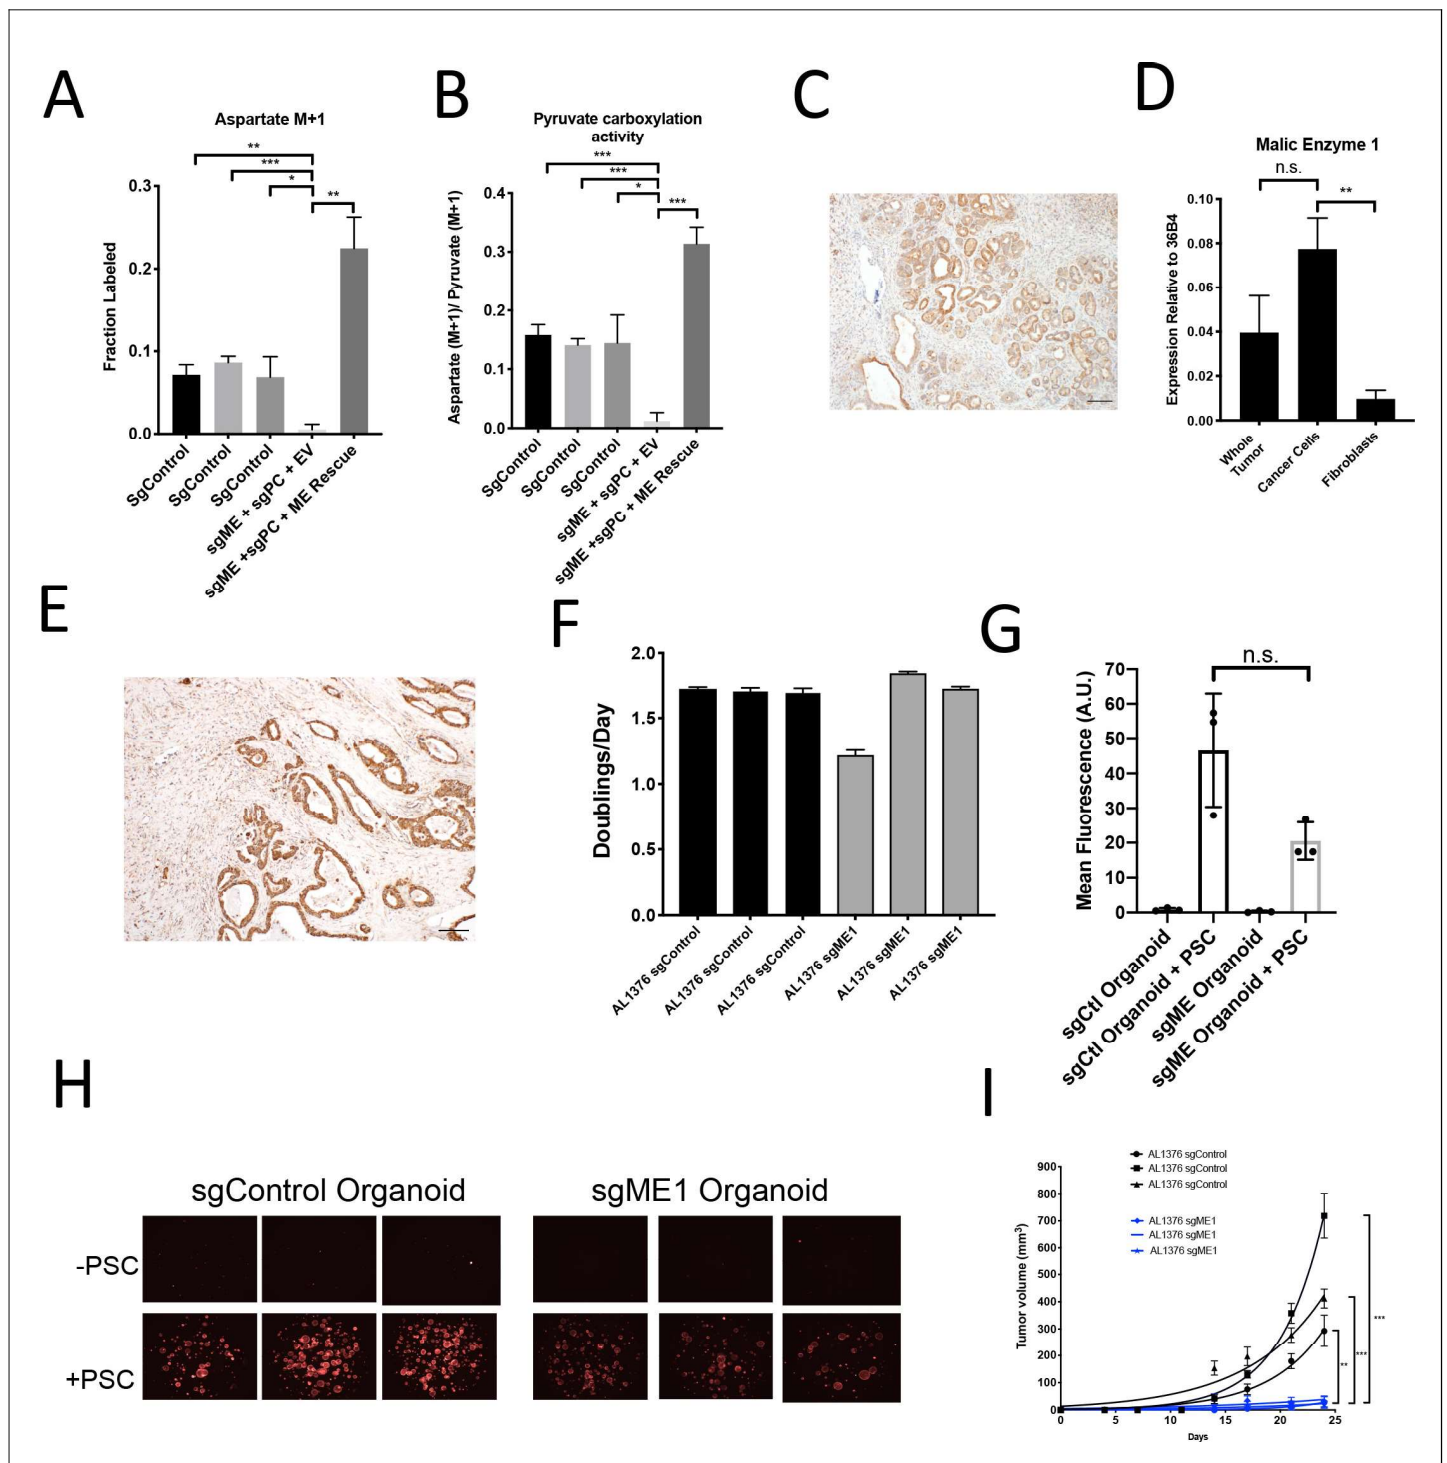 A
Aspartate M+1
**
***
*
**
Fraction Labeled
0.3
0.2
0.1
0.0
SgControl
SgControl
SgControl
sgME + sgPC + EV
sgME +sgPC + ME Rescue
B
Pyruvate carboxylation
activity
***
***
*
***
Aspartate (M+1)/ Pyruvate (M+1)
0.4
0.3
0.2
0.1
0.0
SgControl
SgControl
SgControl
sgME + sgPC + EV
sgME +sgPC + ME Rescue
C
D
Malic Enzyme 1
n.s.
**
Expression Relative to 36B4
0.10
0.08
0.06
0.04
0.02
0.00
Whole
Tumor
Cancer Cells
Fibroblasts
E
F
Doublings/Day
2.0
1.5
1.0
0.5
0.0
AL1376 sgControl
AL1376 sgControl
AL1376 sgControl
AL1376 sgME1
AL1376 sgME1
AL1376 sgME1
G
n.s.
Mean Fluorescence (A.U.)
70
60
50
40
30
20
10
0
sgCtl Organoid
sgCtl Organoid + PSC
sgME Organoid
sgME Organoid + PSC
H
sgControl Organoid
sgME1 Organoid
-PSC
+PSC
I
AL1376 sgControl
AL1376 sgControl
AL1376 sgControl
AL1376 sgME1
AL1376 sgME1
AL1376 sgME1
Tumor volume (mm³)
900
800
700
600
500
400
300
200
100
0
0
5
10
15
20
25
Days
**
***
***